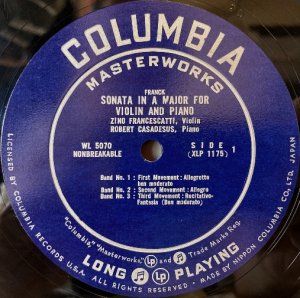 COLUMBIA
MASTERWORKS
FRANCK
SONATA IN A MAJOR FOR
VIOLIN AND PIANO
ZINO FRANCESCATTI, Violin
ROBERT CASADESUS, Piano
WL 5070
NONBREAKABLE
SIDE 1
(XLP 1175)
Band No. 1 : First Movement: Allegretto
ben moderato
Band No. 2 : Second Movement: Allegro
Band No. 3 : Third Movement: Recitativo-
Fantasia (Ben moderato)
"Columbia," "Masterworks," LP and Trade Marks Reg.
LONG LP PLAYING
LICENSED BY COLUMBIA RECORDS U.S.A. ALL RIGHTS RESERVED · MADE BY NIPPON COLUMBIA CO., LTD. JAPAN